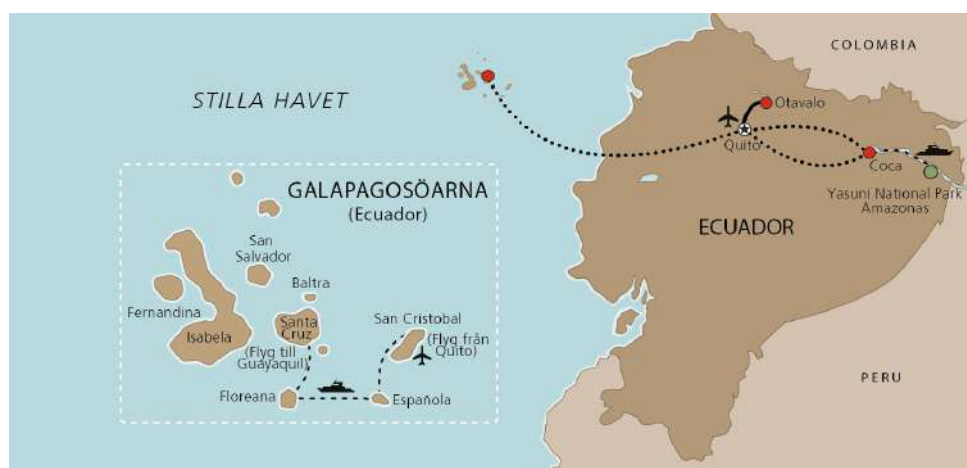 COLOMBIA
STILLA HAVET
Otavalo
Quito
Coca
Yasuni National Park
Amazonas
GALAPAGOSÖARNA
(Ecuador)
ECUADOR
San
Salvador
Baltra
Fernandina
Santa
Cruz
San Cristobal
Isabela
(Flyg från
Quito)
(Flyg till
Guayaquil)
PERU
Floreana
Española